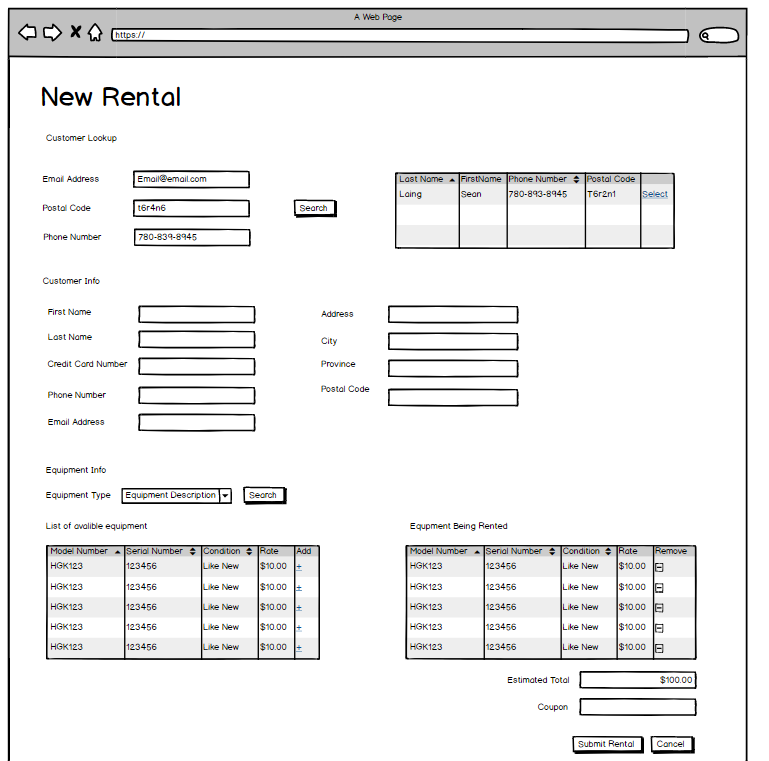 A Web Page
https://
New Rental
Customer Lookup
Email Address Email@email.com
Postal Code t6r4n6 Search
Phone Number 780-839-8945
Last Name FirstName Phone Number Postal Code
Laing Sean 780-893-8945 T6r2n1 Select
Customer Info
First Name
Last Name
Credit Card Number
Phone Number
Email Address
Address
City
Province
Postal Code
Equipment Info
Equipment Type Equipment Description Search
List of avalible equipment
Model Number Serial Number Condition Rate Add
HGK123 123456 Like New $10.00 +
HGK123 123456 Like New $10.00 +
HGK123 123456 Like New $10.00 +
HGK123 123456 Like New $10.00 +
HGK123 123456 Like New $10.00 +
Equpment Being Rented
Model Number Serial Number Condition Rate Remove
HGK123 123456 Like New $10.00
HGK123 123456 Like New $10.00
HGK123 123456 Like New $10.00
HGK123 123456 Like New $10.00
HGK123 123456 Like New $10.00
Estimated Total $100.00
Coupon
Submit Rental Cancel